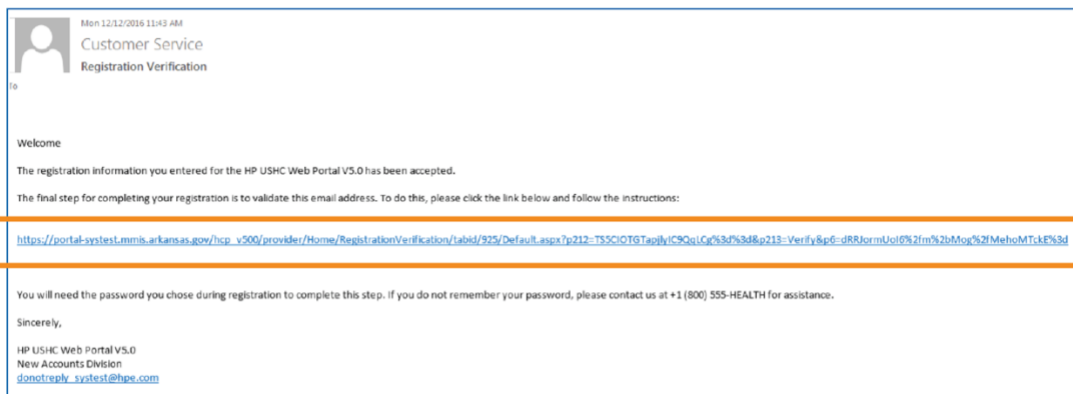 Mon 12/12/2016 11:43 AM
Customer Service
Registration Verification
To
Welcome
The registration information you entered for the HP USHC Web Portal V5.0 has been accepted.
The final step for completing your registration is to validate this email address. To do this, please click the link below and follow the instructions:
https://portal-systest.mmis.arkansas.gov/hcp_v500/provider/Home/RegistrationVerification/tabid/925/Default.aspx?p212=TS5CIOTGTapjlyIC9QqLCg%3d%3d&p213=Verify&p6=dRRJormUoI6%2fm%2bMog%2fMehoMTckE%3d
You will need the password you chose during registration to complete this step. If you do not remember your password, please contact us at +1 (800) 555-HEALTH for assistance.
Sincerely,
HP USHC Web Portal V5.0
New Accounts Division
donotreply_systest@hpe.com